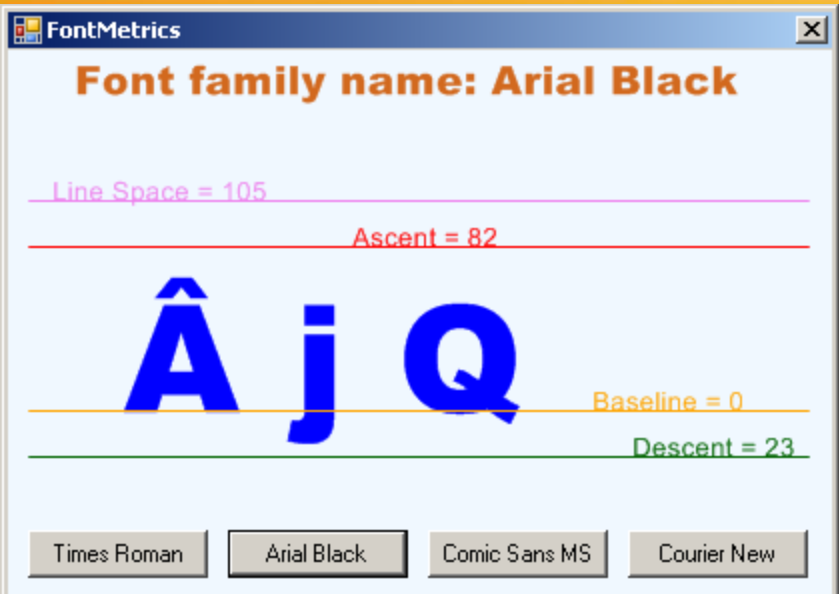 FontMetrics
Font family name: Arial Black
Line Space = 105
Ascent = 82
Â j Q
Baseline = 0
Descent = 23
Times Roman Arial Black Comic Sans MS Courier New